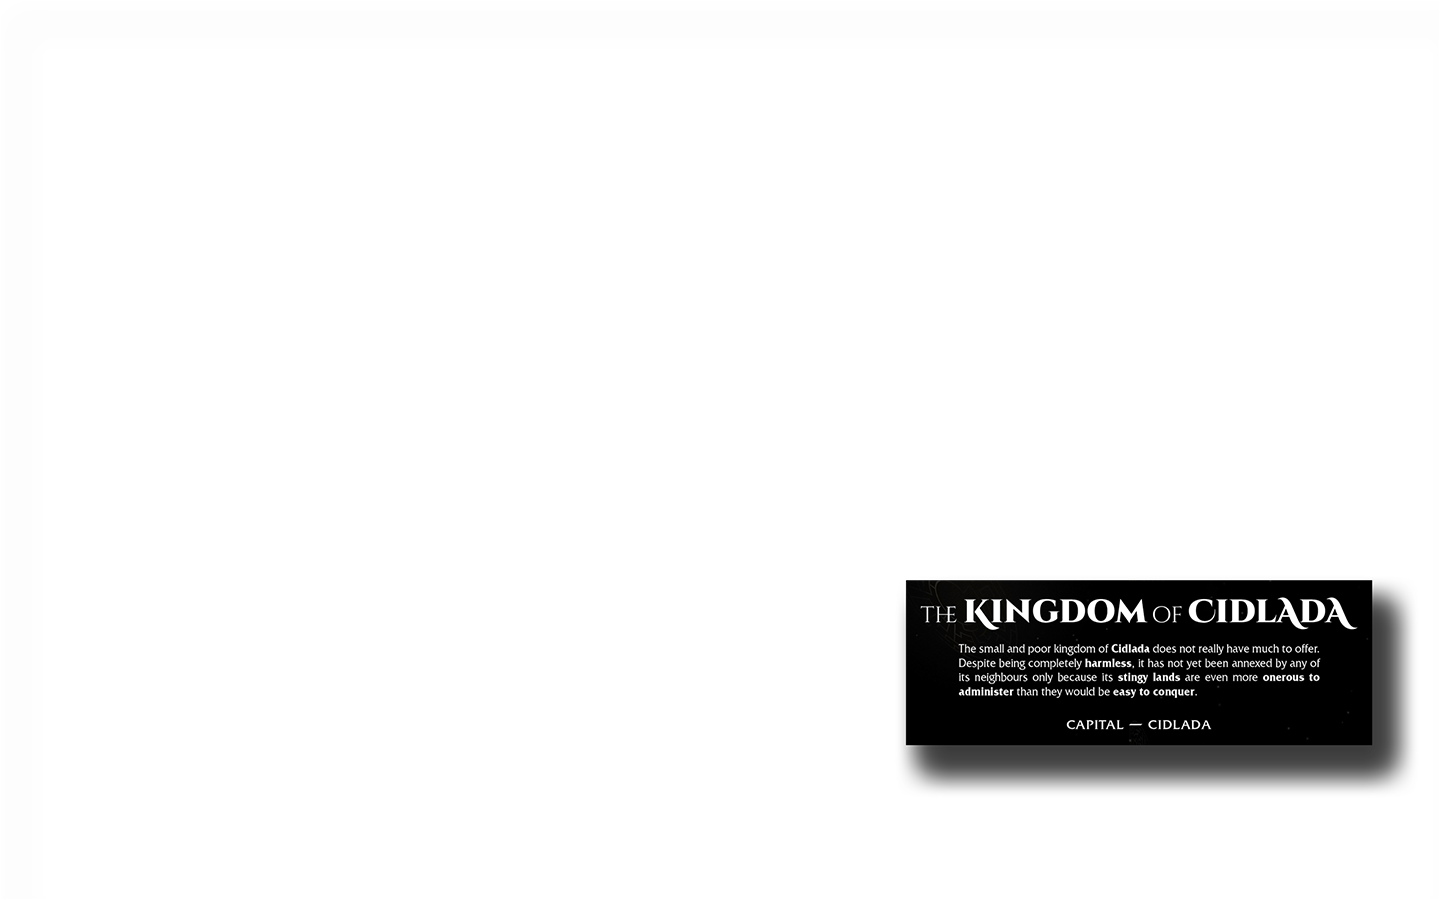 THE KINGDOM OF CIDLADA
The small and poor kingdom of Cidlada does not really have much to offer.
Despite being completely harmless, it has not yet been annexed by any of
its neighbours only because its stingy lands are even more onerous to
administer than they would be easy to conquer.
CAPITAL — CIDLADA